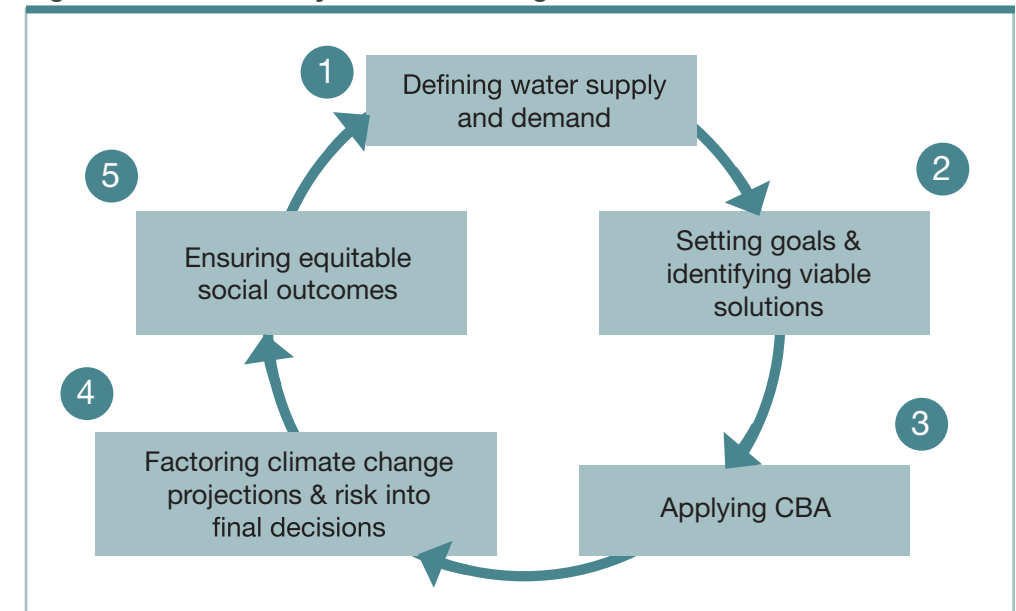 1
Defining water supply
and demand
2
Setting goals &
identifying viable
solutions
3
Applying CBA
4
Factoring climate change
projections & risk into
final decisions
5
Ensuring equitable
social outcomes